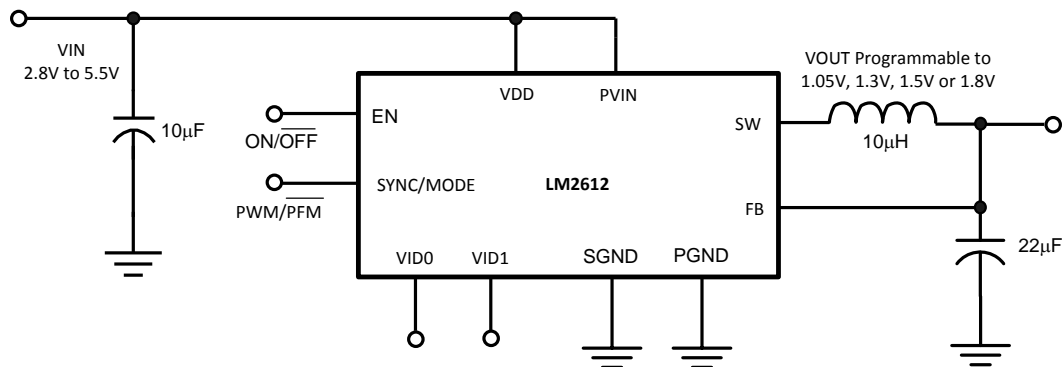 VIN
2.8V to 5.5V
10μF
ON/OFF
PWM/PFM
EN
SYNC/MODE
VDD
PVIN
LM2612
SW
FB
VID0
VID1
SGND
PGND
VOUT Programmable to
1.05V, 1.3V, 1.5V or 1.8V
10μH
22μF